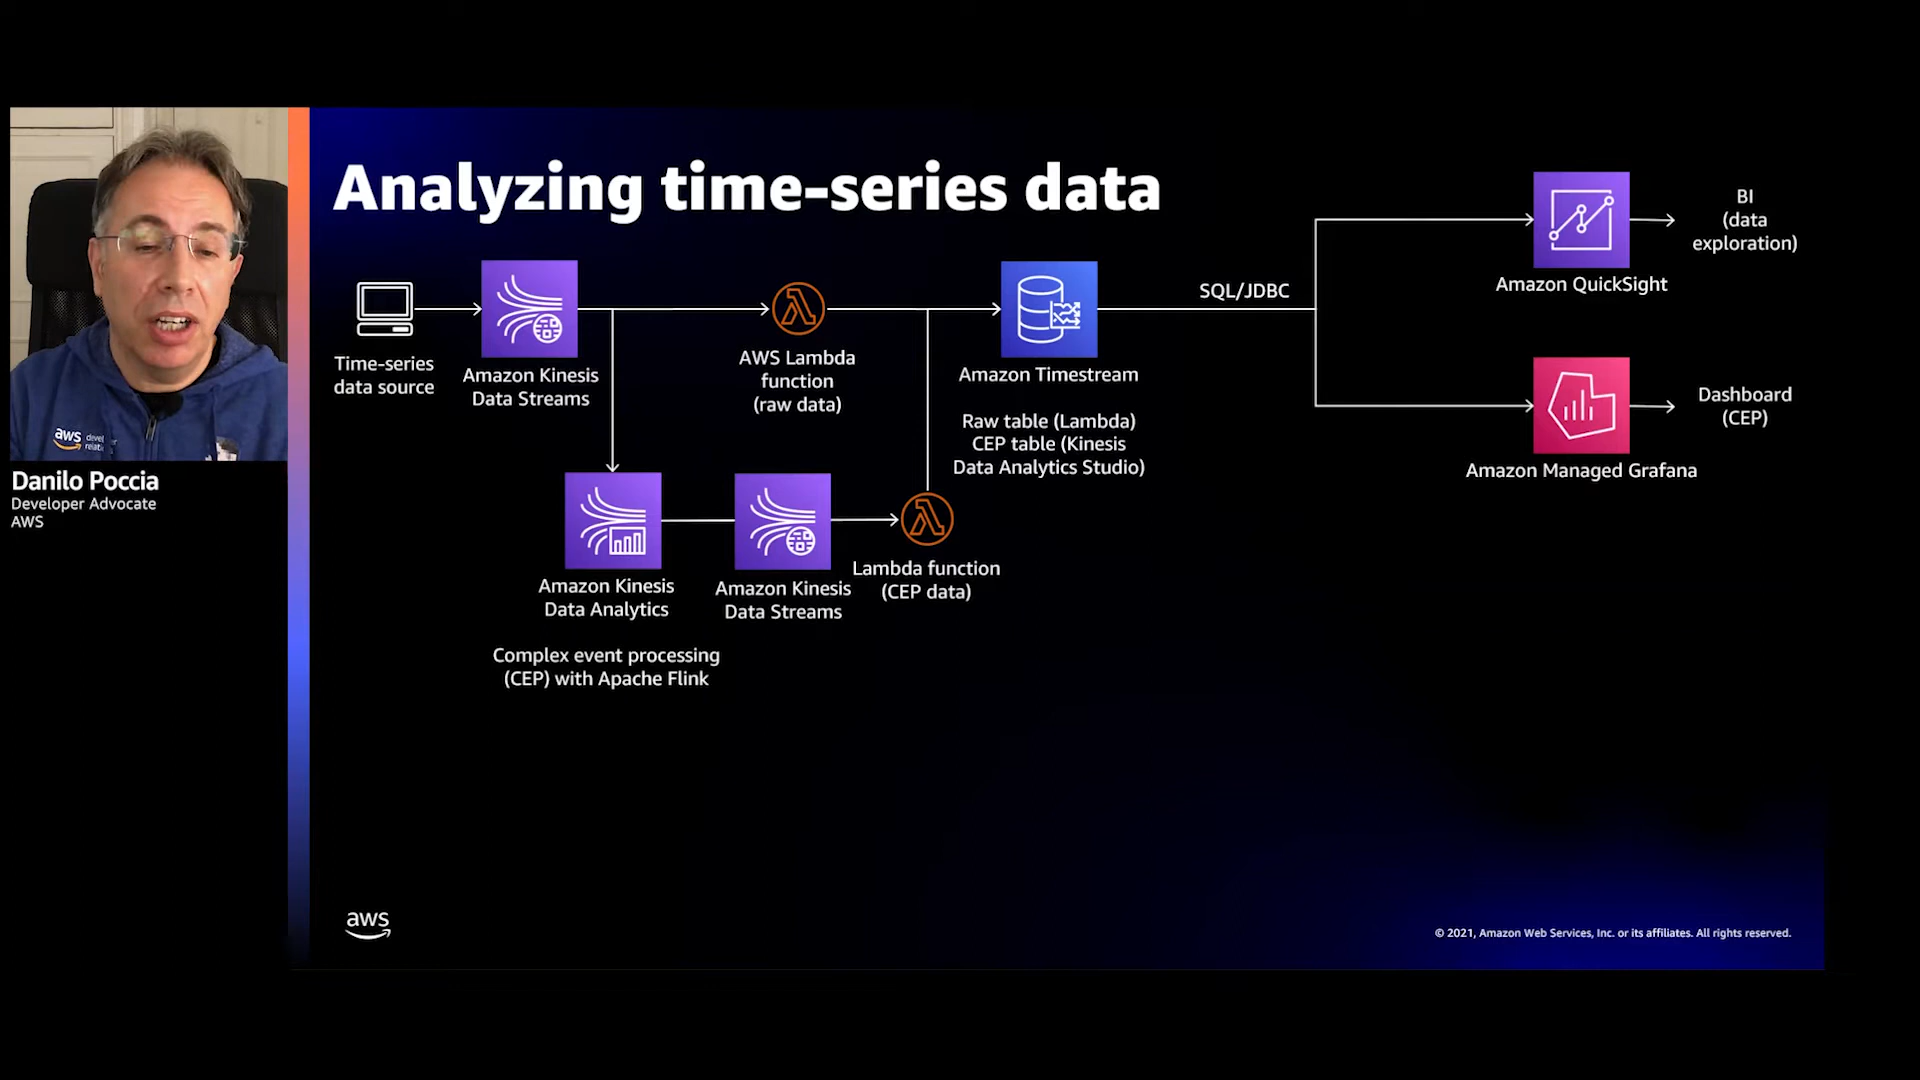 Analyzing time-series data
Time-series
data source
Amazon Kinesis
Data Streams
AWS Lambda
function
(raw data)
Amazon Timestream
Raw table (Lambda)
CEP table (Kinesis
Data Analytics Studio)
SQL/JDBC
Amazon QuickSight
BI
(data
exploration)
Amazon Managed Grafana
Dashboard
(CEP)
Amazon Kinesis
Data Analytics
Complex event processing
(CEP) with Apache Flink
Amazon Kinesis
Data Streams
Lambda function
(CEP data)
aws
Danilo Poccia
Developer Advocate
AWS
aws
© 2021, Amazon Web Services, Inc. or its affiliates. All rights reserved.